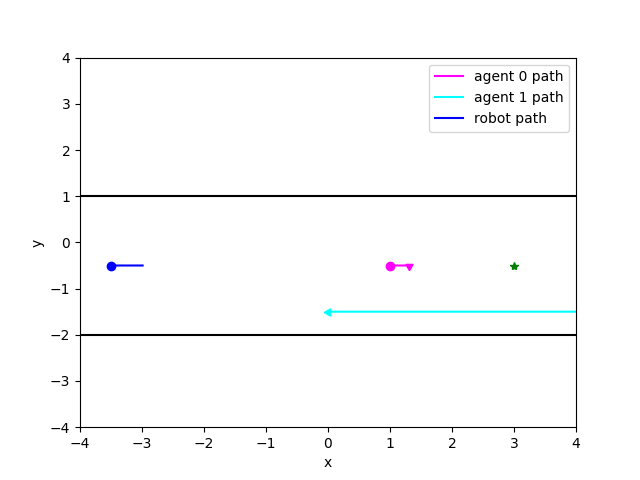 agent 0 path
agent 1 path
robot path
4
3
2
1
0
−1
−2
−3
−4
y
−4 −3 −2 −1 0 1 2 3 4
x